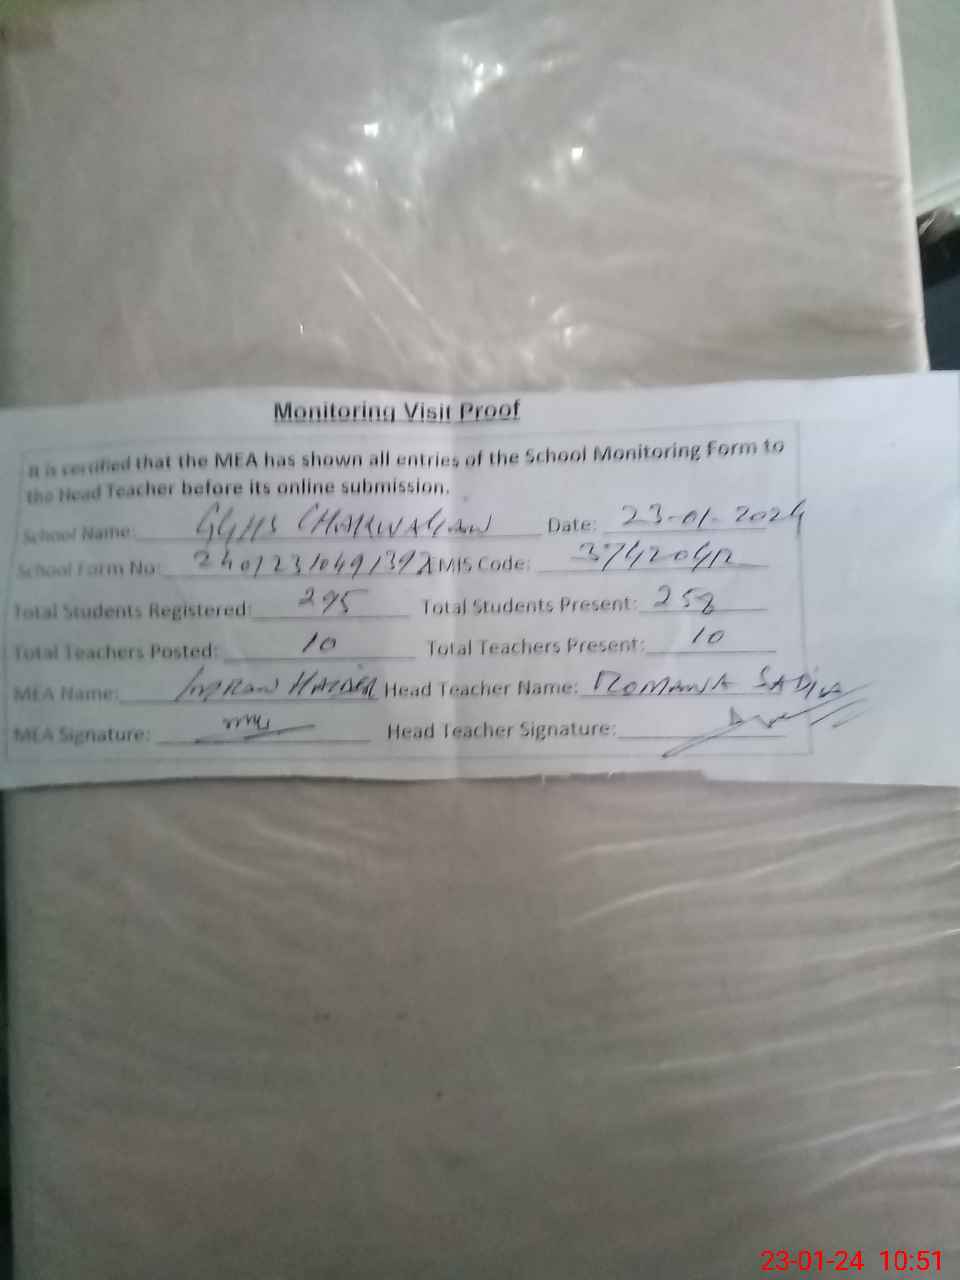 Monitoring Visit Proof
It is certified that the MEA has shown all entries of the School Monitoring Form to
the Head Teacher before its online submission.
School Name: GGHS Date: 23-01-2024
School Form No: EMIS Code:
Total Students Registered: 295 Total Students Present: 258
Total Teachers Posted: 10 Total Teachers Present: 10
MEA Name: IMRAN HAIDER Head Teacher Name: ROMANA SADIA
MEA Signature: Head Teacher Signature:
23-01-24 10:51